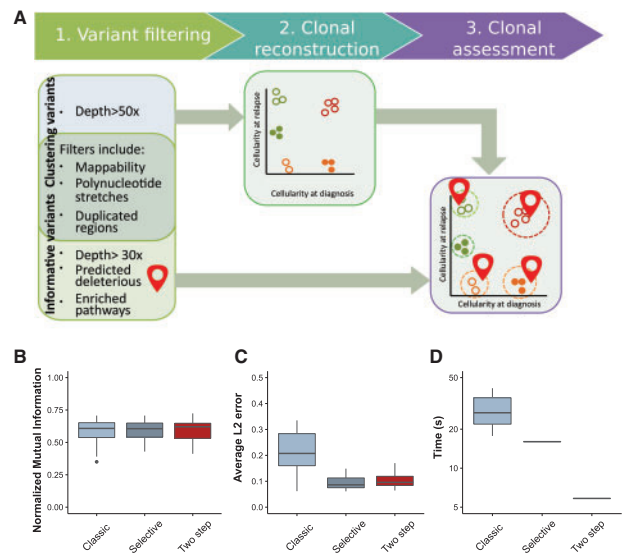 A
1. Variant filtering
2. Clonal
reconstruction
3. Clonal
assessment
Informative variants Clustering variants
• Depth>50x
Filters include:
• Mappability
• Polynucleotide
stretches
• Duplicated
regions
• Depth> 30x
• Predicted
deleterious
• Enriched
pathways
Cellularity at relapse
Cellularity at diagnosis
Cellularity at relapse
Cellularity at diagnosis
B
Normalized Mutual Information
1.00
0.75
0.50
0.25
0.00
Classic
Selective
Two step
C
Average L2 error
0.5
0.4
0.3
0.2
0.1
0.0
Classic
Selective
Two step
D
Time (s)
50
20
10
5
Classic
Selective
Two step